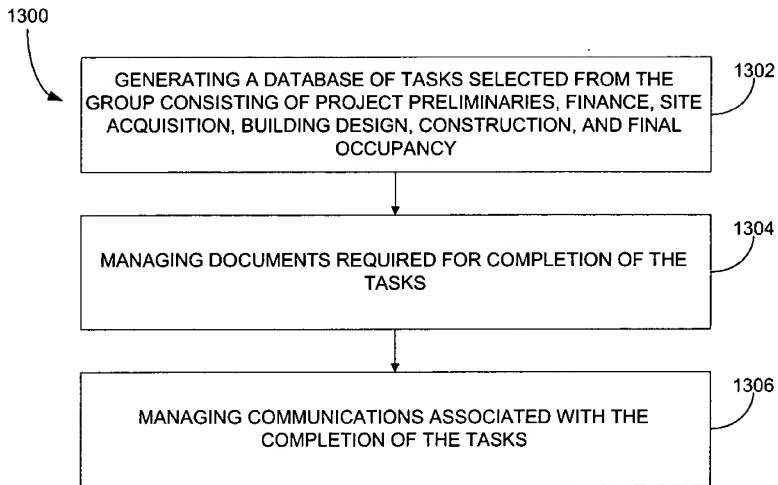 1300
GENERATING A DATABASE OF TASKS SELECTED FROM THE
GROUP CONSISTING OF PROJECT PRELIMINARIES, FINANCE, SITE
ACQUISITION, BUILDING DESIGN, CONSTRUCTION, AND FINAL
OCCUPANCY
1302
MANAGING DOCUMENTS REQUIRED FOR COMPLETION OF THE
TASKS
1304
MANAGING COMMUNICATIONS ASSOCIATED WITH THE
COMPLETION OF THE TASKS
1306